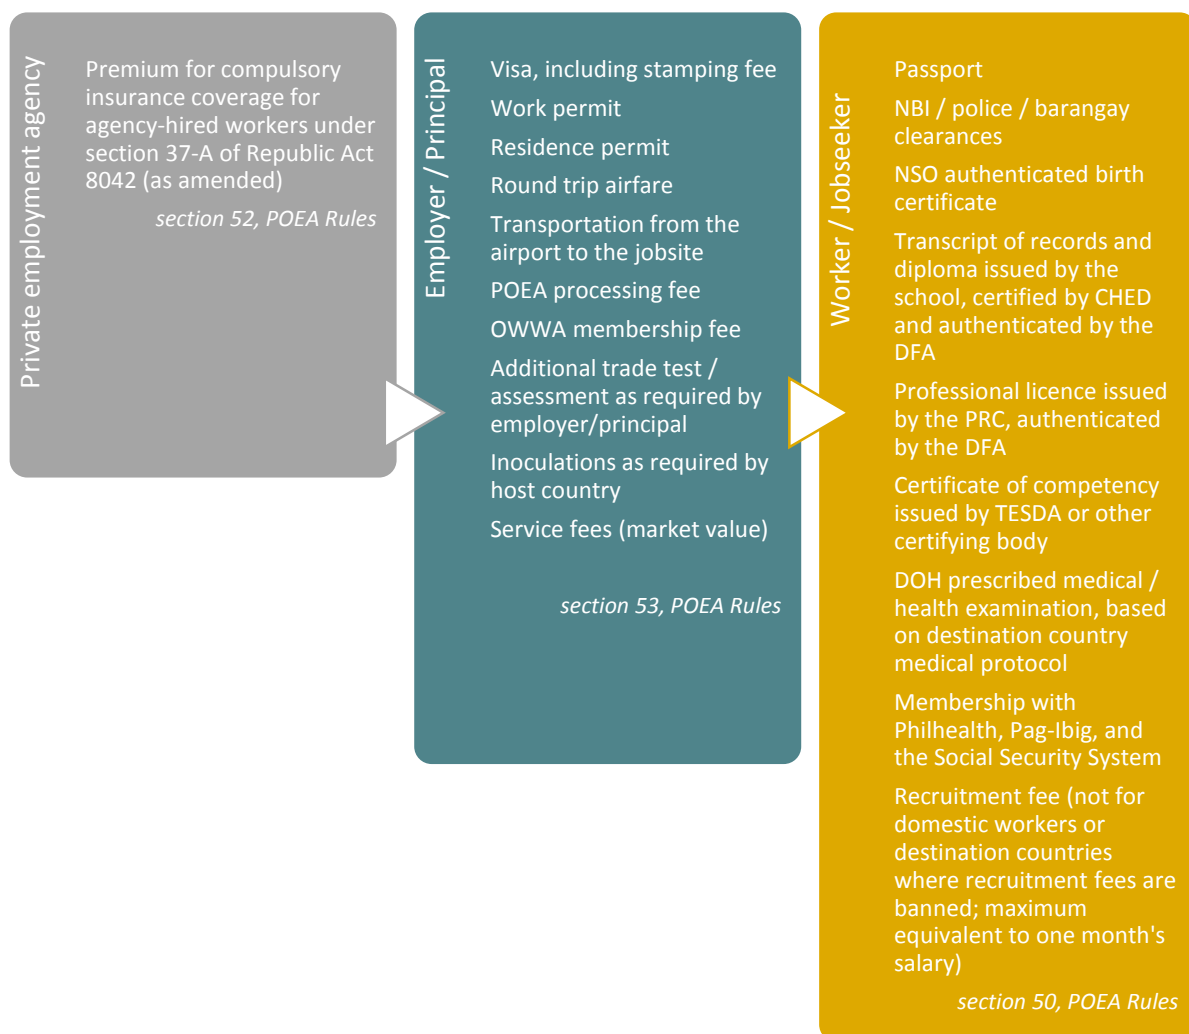 Private employment agency
Premium for compulsory
insurance coverage for
agency-hired workers under
section 37-A of Republic Act
8042 (as amended)
section 52, POEA Rules
Employer / Principal
Visa, including stamping fee
Work permit
Residence permit
Round trip airfare
Transportation from the
airport to the jobsite
POEA processing fee
OWWA membership fee
Additional trade test /
assessment as required by
employer/principal
Inoculations as required by
host country
Service fees (market value)
section 53, POEA Rules
Worker / Jobseeker
Passport
NBI / police / barangay
clearances
NSO authenticated birth
certificate
Transcript of records and
diploma issued by the
school, certified by CHED
and authenticated by the
DFA
Professional licence issued
by the PRC, authenticated
by the DFA
Certificate of competency
issued by TESDA or other
certifying body
DOH prescribed medical /
health examination, based
on destination country
medical protocol
Membership with
Philhealth, Pag-Ibig, and
the Social Security System
Recruitment fee (not for
domestic workers or
destination countries
where recruitment fees are
banned; maximum
equivalent to one month's
salary)
section 50, POEA Rules